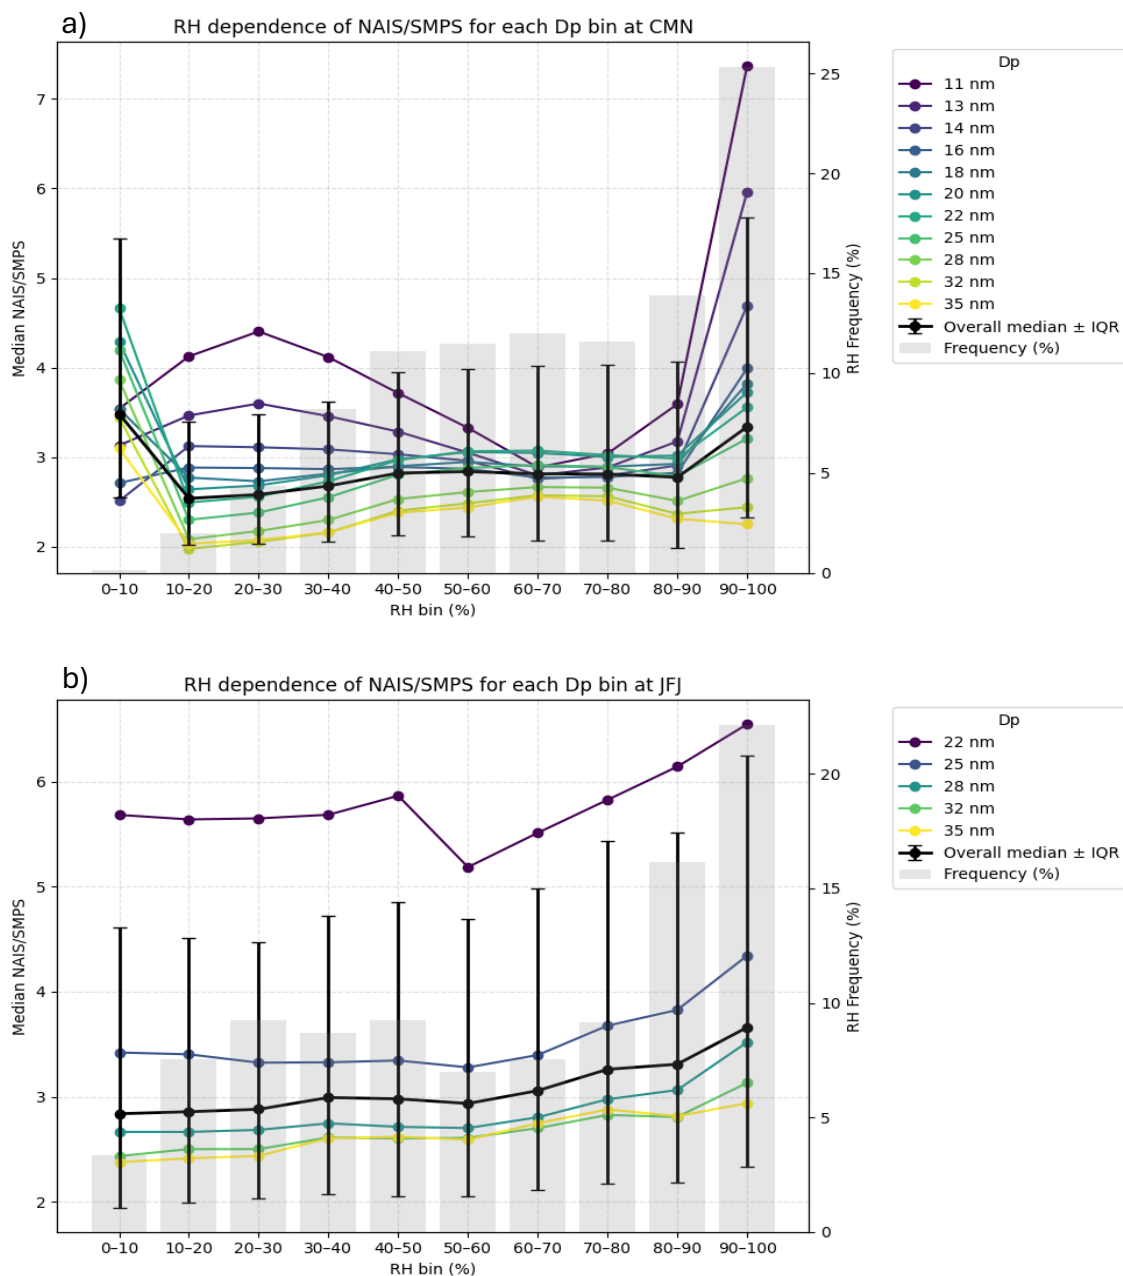 a)
RH dependence of NAIS/SMPS for each Dp bin at CMN
Median NAIS/SMPS
7
6
5
4
3
2
25
20
15
10
5
0
RH Frequency (%)
0–10 10–20 20–30 30–40 40–50 50–60 60–70 70–80 80–90 90–100
RH bin (%)
Dp
11 nm
13 nm
14 nm
16 nm
18 nm
20 nm
22 nm
25 nm
28 nm
32 nm
35 nm
Overall median ± IQR
Frequency (%)
b)
RH dependence of NAIS/SMPS for each Dp bin at JFJ
Median NAIS/SMPS
6
5
4
3
2
20
15
10
5
0
RH Frequency (%)
0–10 10–20 20–30 30–40 40–50 50–60 60–70 70–80 80–90 90–100
RH bin (%)
Dp
22 nm
25 nm
28 nm
32 nm
35 nm
Overall median ± IQR
Frequency (%)